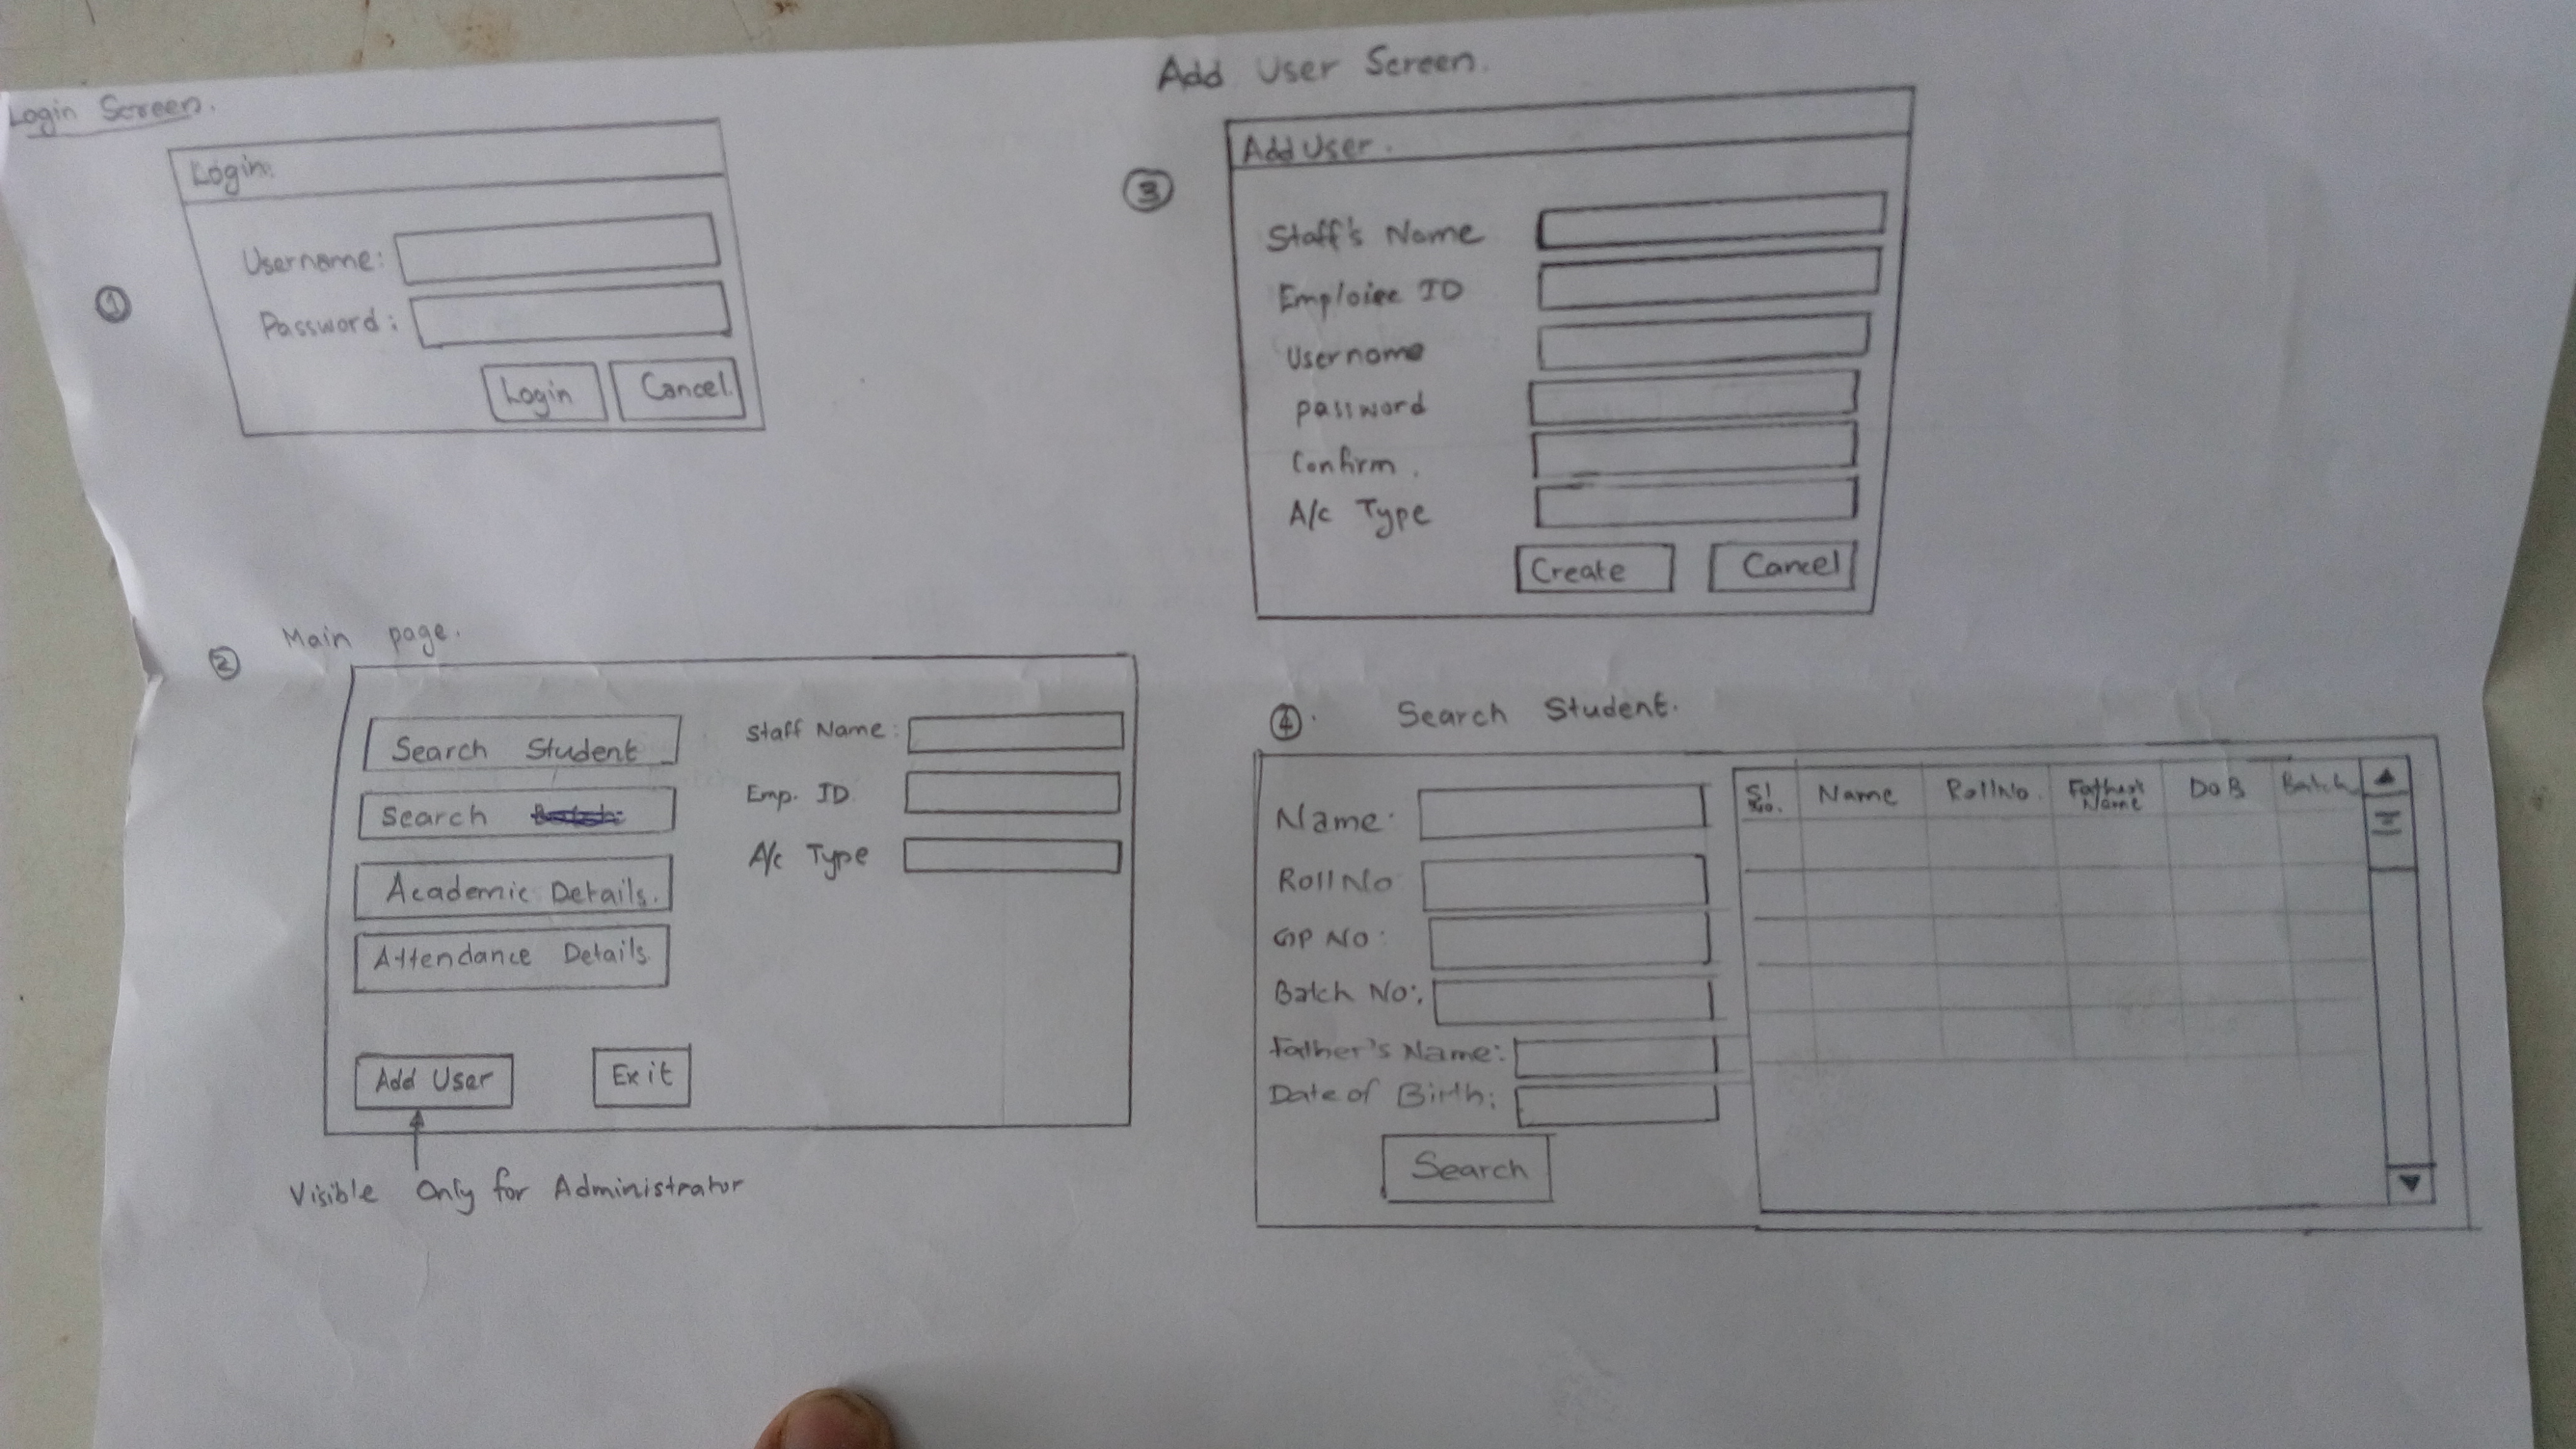 Login Screen.
①
Login:
Username:
Password:
Login Cancel.
② Main page.
Search Student
Search
Academic Details.
Attendance Details.
Add User Exit
Staff Name:
Emp. ID
A/c Type
Visible Only for Administrator
Add User Screen.
③
Add User.
Staff's Name
Emploiee ID
Username
password
Confirm.
A/c Type
Create Cancel
④. Search Student.
Name:
Roll No
GP No:
Batch No:
Father's Name:
Date of Birth:
Search
Sl No. Name Roll No. Father's Name DoB Batch